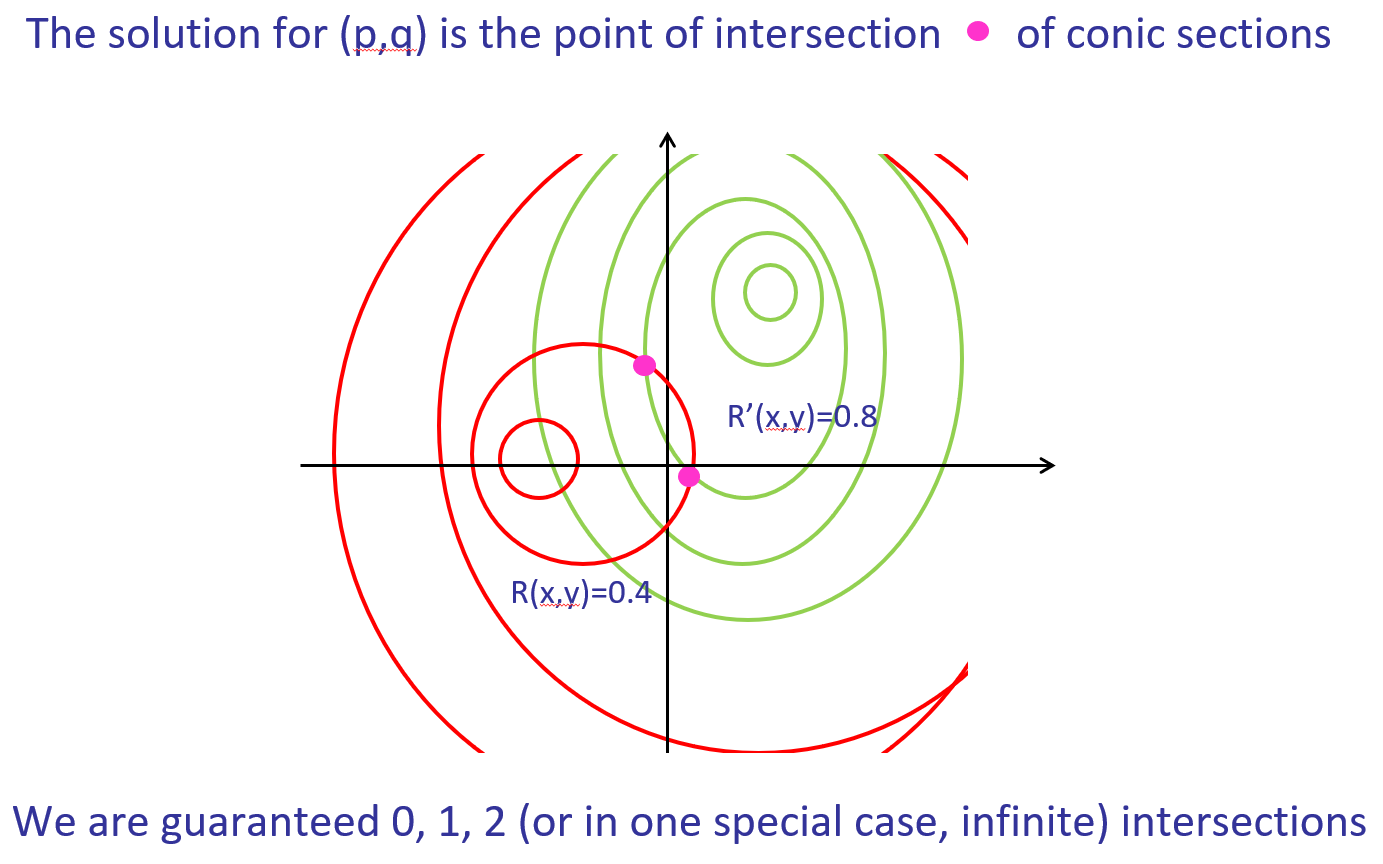 The solution for (p,q) is the point of intersection of conic sections
R’(x,y)=0.8
R(x,y)=0.4
We are guaranteed 0, 1, 2 (or in one special case, infinite) intersections